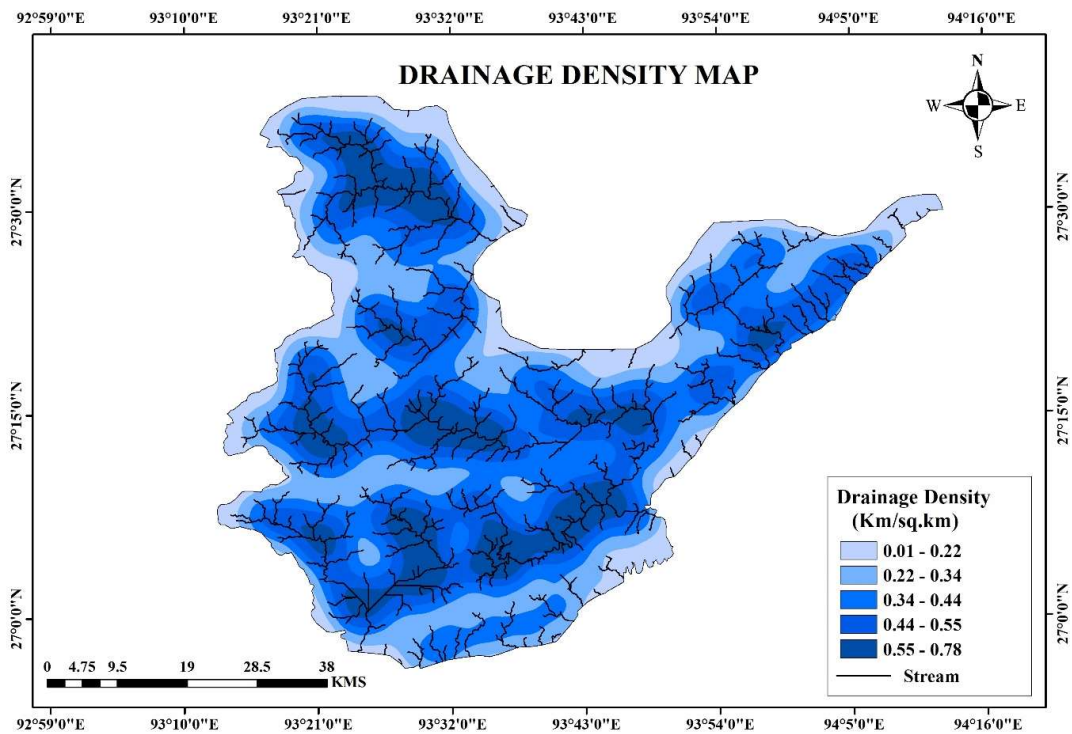 92°59'0"E 93°10'0"E 93°21'0"E 93°32'0"E 93°43'0"E 93°54'0"E 94°5'0"E 94°16'0"E
DRAINAGE DENSITY MAP
N
W E
S
27°30'0"N 27°30'0"N
27°15'0"N 27°15'0"N
27°0'0"N 27°0'0"N
Drainage Density
(Km/sq.km)
0.01 - 0.22
0.22 - 0.34
0.34 - 0.44
0.44 - 0.55
0.55 - 0.78
Stream
0 4.75 9.5 19 28.5 38
KMS
92°59'0"E 93°10'0"E 93°21'0"E 93°32'0"E 93°43'0"E 93°54'0"E 94°5'0"E 94°16'0"E